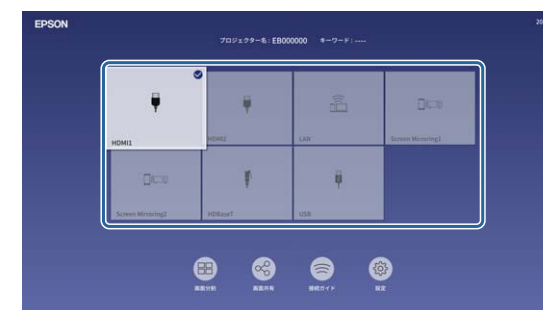 EPSON
20
プロジェクター名 : EB000000 キーワード : ----
HDMI1
HDMI2
LAN
Screen Mirroring1
Screen Mirroring2
HDBaseT
USB
画面分割
画面共有
接続ガイド
設定